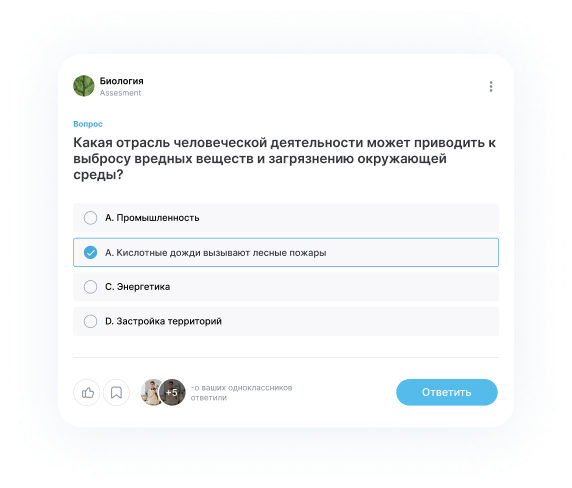 Биология
Assesment
Вопрос
Какая отрасль человеческой деятельности может приводить к
выбросу вредных веществ и загрязнению окружающей
среды?
А. Промышленность
А. Кислотные дожди вызывают лесные пожары
С. Энергетика
D. Застройка территорий
+5
-о ваших одноклассников
ответили
Ответить